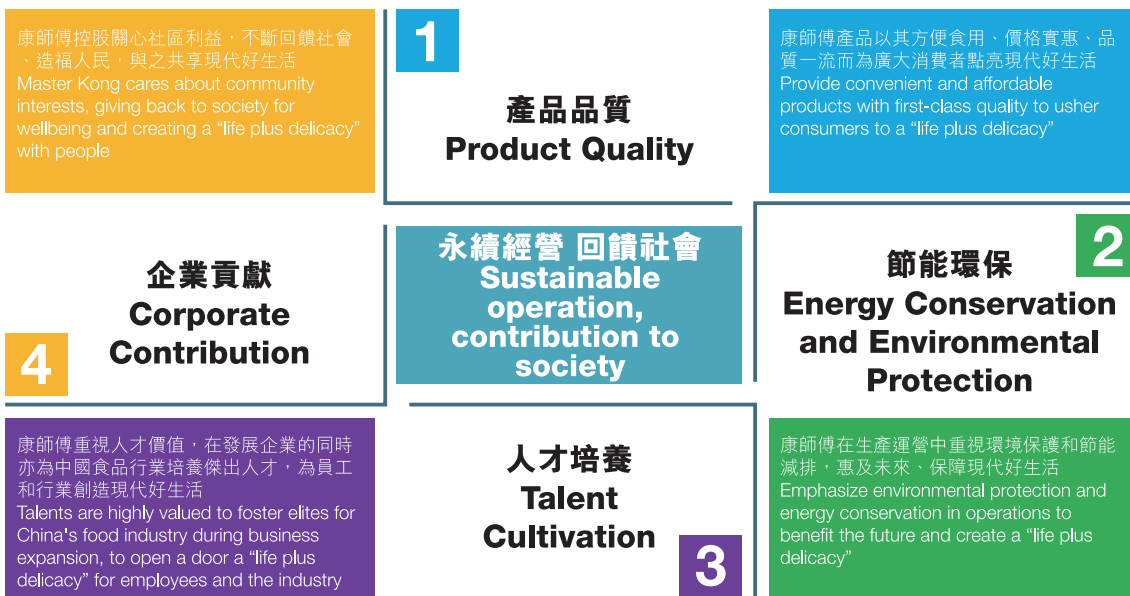 康師傅控股關心社區利益，不斷回饋社會
、造福人民，與之共享現代好生活
Master Kong cares about community
interests, giving back to society for
wellbeing and creating a “life plus delicacy”
with people
1
產品品質
Product Quality
康師傅產品以其方便食用、價格實惠、品
質一流而為廣大消費者點亮現代好生活
Provide convenient and affordable
products with first-class quality to usher
consumers to a “life plus delicacy”
企業貢獻
Corporate
Contribution
4
永續經營 回饋社會
Sustainable
operation,
contribution to
society
2
節能環保
Energy Conservation
and Environmental
Protection
康師傅重視人才價值，在發展企業的同時
亦為中國食品行業培養傑出人才，為員工
和行業創造現代好生活
Talents are highly valued to foster elites for
China's food industry during business
expansion, to open a door a “life plus
delicacy” for employees and the industry
人才培養
Talent
Cultivation
3
康師傅在生產運營中重視環境保護和節能
減排，惠及未來、保障現代好生活
Emphasize environmental protection and
energy conservation in operations to
benefit the future and create a “life plus
delicacy”